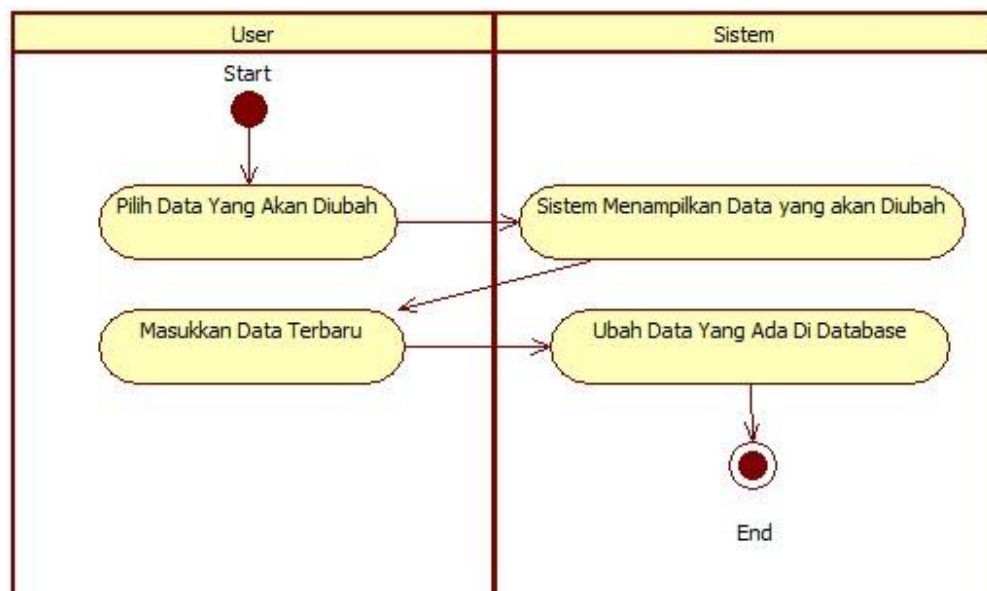 User
Sistem
Start
Pilih Data Yang Akan Diubah
Sistem Menampilkan Data yang akan Diubah
Masukkan Data Terbaru
Ubah Data Yang Ada Di Database
End